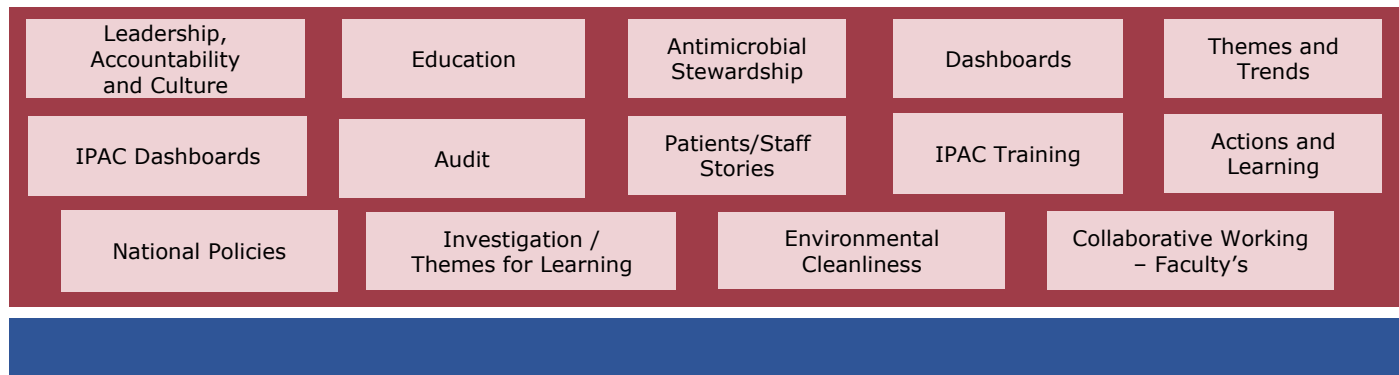 Leadership,
Accountability
and Culture
Education
Antimicrobial
Stewardship
Dashboards
Themes and
Trends
IPAC Dashboards
Audit
Patients/Staff
Stories
IPAC Training
Actions and
Learning
National Policies
Investigation /
Themes for Learning
Environmental
Cleanliness
Collaborative Working
– Faculty’s